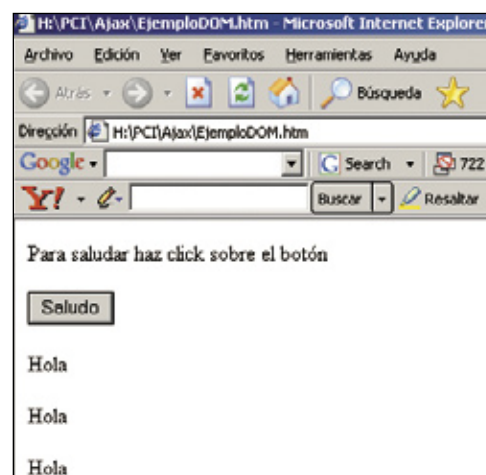 H:\PCI\Ajax\EjemploDOM.htm - Microsoft Internet Explorer
Archivo Edición Ver Favoritos Herramientas Ayuda
Atrás Búsqueda
Dirección H:\PCI\Ajax\EjemploDOM.htm
Google Search 722
Y! Buscar Resaltar
Para saludar haz click sobre el botón
Saludo
Hola
Hola
Hola